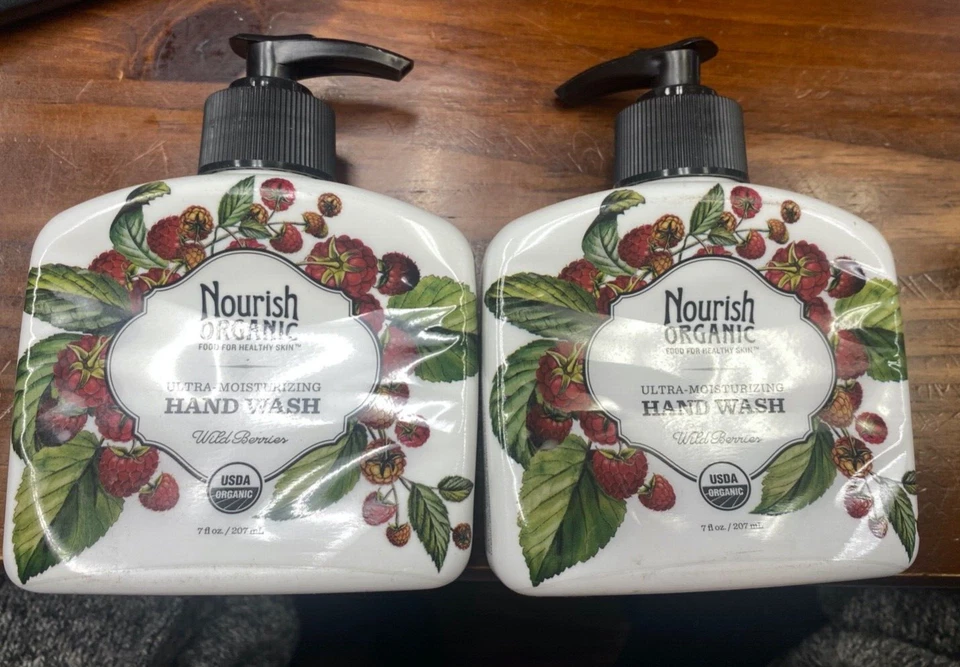 Nourish
ORGANIC
FOOD FOR HEALTHY SKIN™
ULTRA-MOISTURIZING
HAND WASH
Wild Berries
USDA
ORGANIC
7 fl oz. / 207 mL
Nourish
ORGANIC
FOOD FOR HEALTHY SKIN™
ULTRA-MOISTURIZING
HAND WASH
Wild Berries
USDA
ORGANIC
7 fl oz. / 207 mL